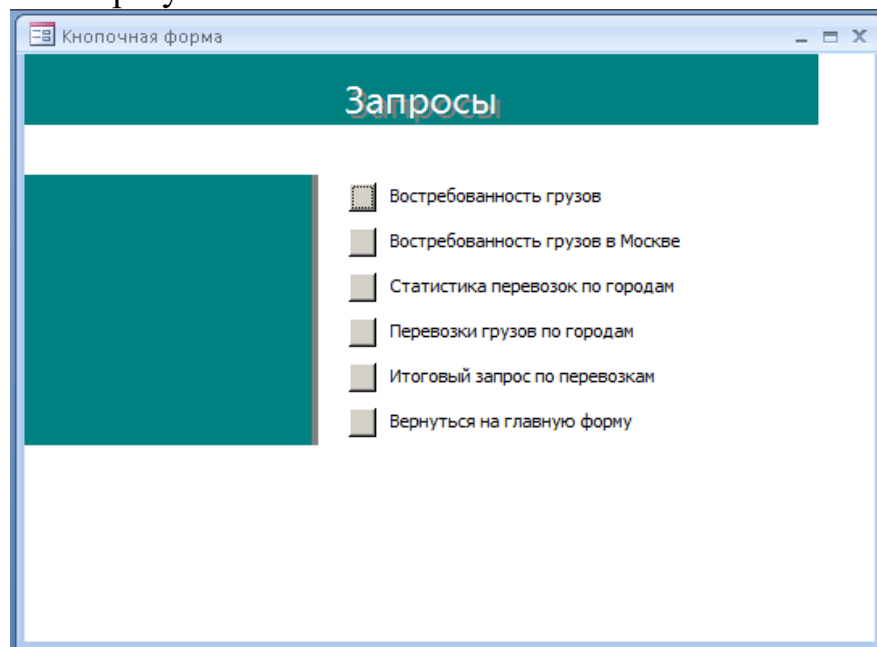 Кнопочная форма
Запросы
Востребованность грузов
Востребованность грузов в Москве
Статистика перевозок по городам
Перевозки грузов по городам
Итоговый запрос по перевозкам
Вернуться на главную форму